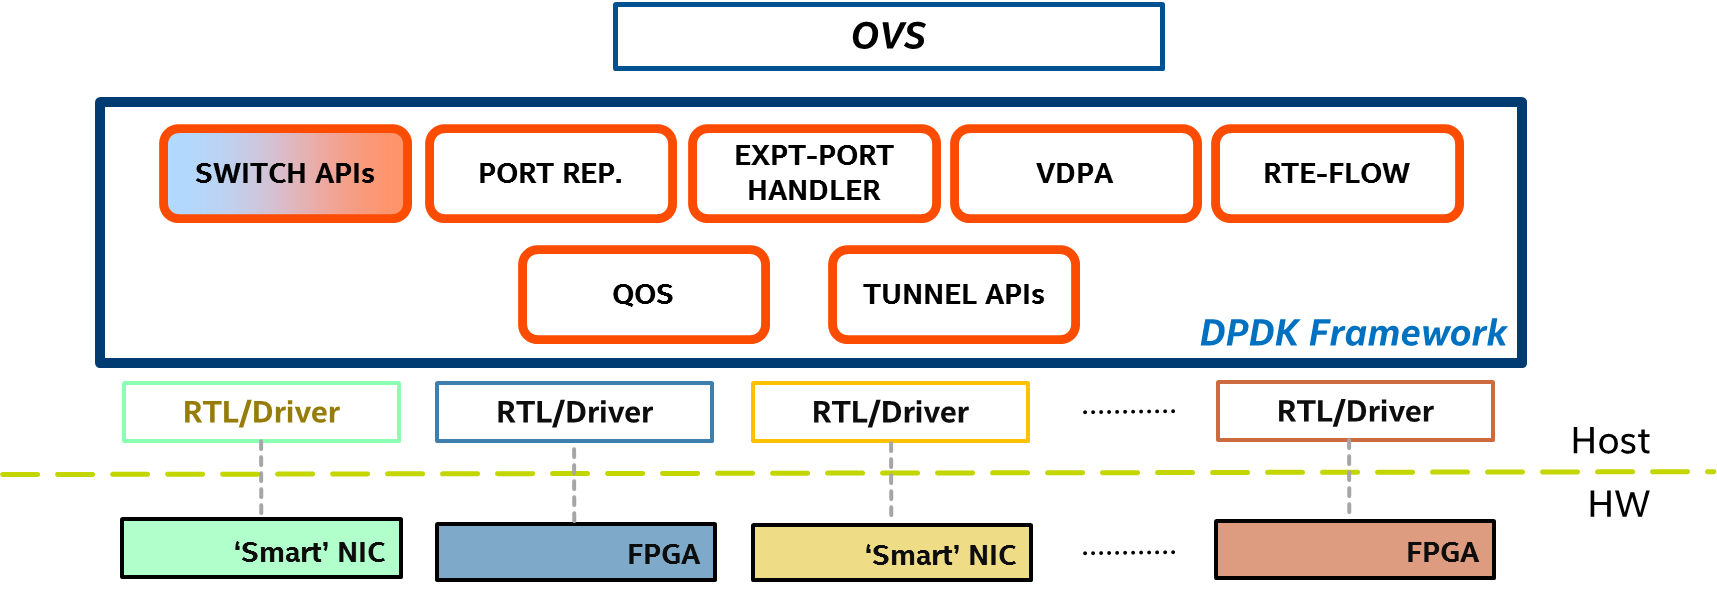 OVS
SWITCH APIs
PORT REP.
EXPT-PORT
HANDLER
VDPA
RTE-FLOW
QOS
TUNNEL APIs
DPDK Framework
RTL/Driver
RTL/Driver
RTL/Driver
............
RTL/Driver
Host
HW
‘Smart’ NIC
FPGA
‘Smart’ NIC
............
FPGA